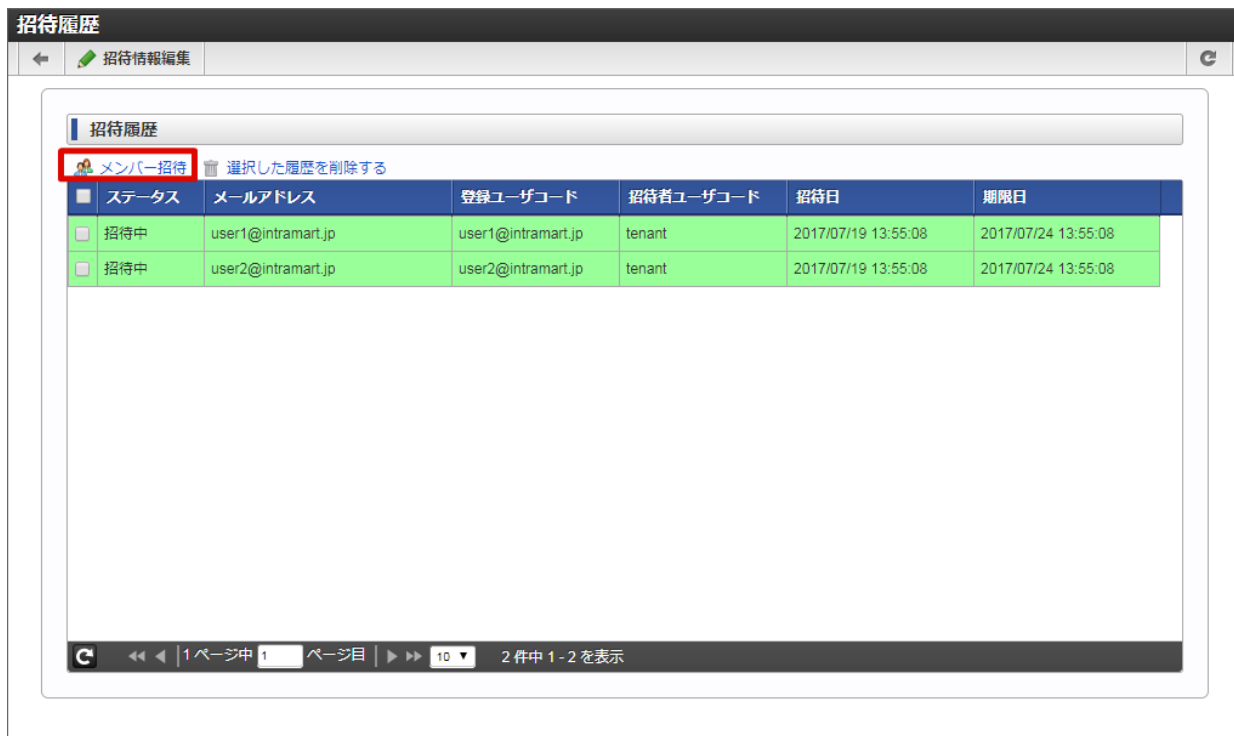 招待履歴
招待情報編集
招待履歴
メンバー招待 選択した履歴を削除する
ステータス メールアドレス 登録ユーザコード 招待者ユーザコード 招待日 期限日
招待中 user1@intramart.jp user1@intramart.jp tenant 2017/07/19 13:55:08 2017/07/24 13:55:08
招待中 user2@intramart.jp user2@intramart.jp tenant 2017/07/19 13:55:08 2017/07/24 13:55:08
1 ページ中 1 ページ目 10 2 件中 1 - 2 を表示